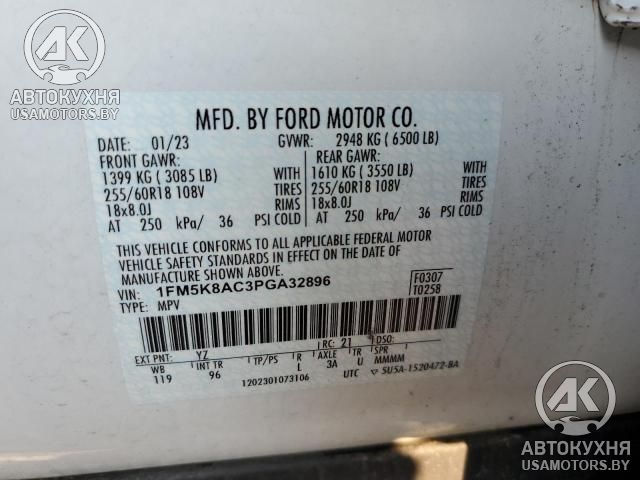 AK
АВТОКУХНЯ
USAMOTORS.BY
MFD. BY FORD MOTOR CO.
DATE: 01/23 GVWR: 2948 KG ( 6500 LB)
FRONT GAWR: REAR GAWR:
1399 KG ( 3085 LB) WITH 1610 KG ( 3550 LB) WITH
255/60R18 108V TIRES 255/60R18 108V TIRES
18x8.0J RIMS 18x8.0J RIMS
AT 250 kPa/ 36 PSI COLD AT 250 kPa/ 36 PSI COLD
THIS VEHICLE CONFORMS TO ALL APPLICABLE FEDERAL MOTOR
VEHICLE SAFETY STANDARDS IN EFFECT ON THE DATE OF
MANUFACTURE SHOWN ABOVE.
VIN: 1FM5K8AC3PGA32896 F0307
TYPE: MPV T0258
EXT PNT: YZ RC: 21 DSO:
WB INT TR TP/PS R AXLE TR SPR
119 96 L 3A U MMMM
1202301073106 UTC 5U5A-1520472-BA
AK
АВТОКУХНЯ
USAMOTORS.BY